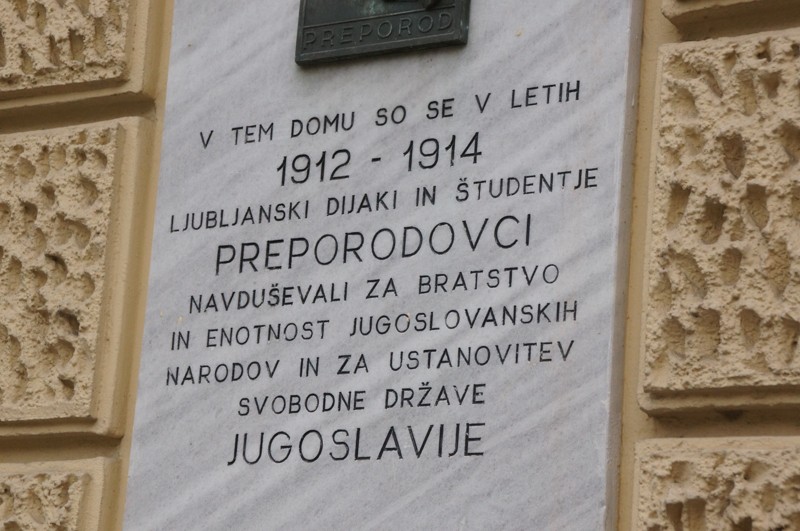 PREPOROD
V TEM DOMU SO SE V LETIH
1912 - 1914
LJUBLJANSKI DIJAKI IN ŠTUDENTJE
PREPORODOVCI
NAVDUŠEVALI ZA BRATSTVO
IN ENOTNOST JUGOSLOVANSKIH
NARODOV IN ZA USTANOVITEV
SVOBODNE DRŽAVE
JUGOSLAVIJE